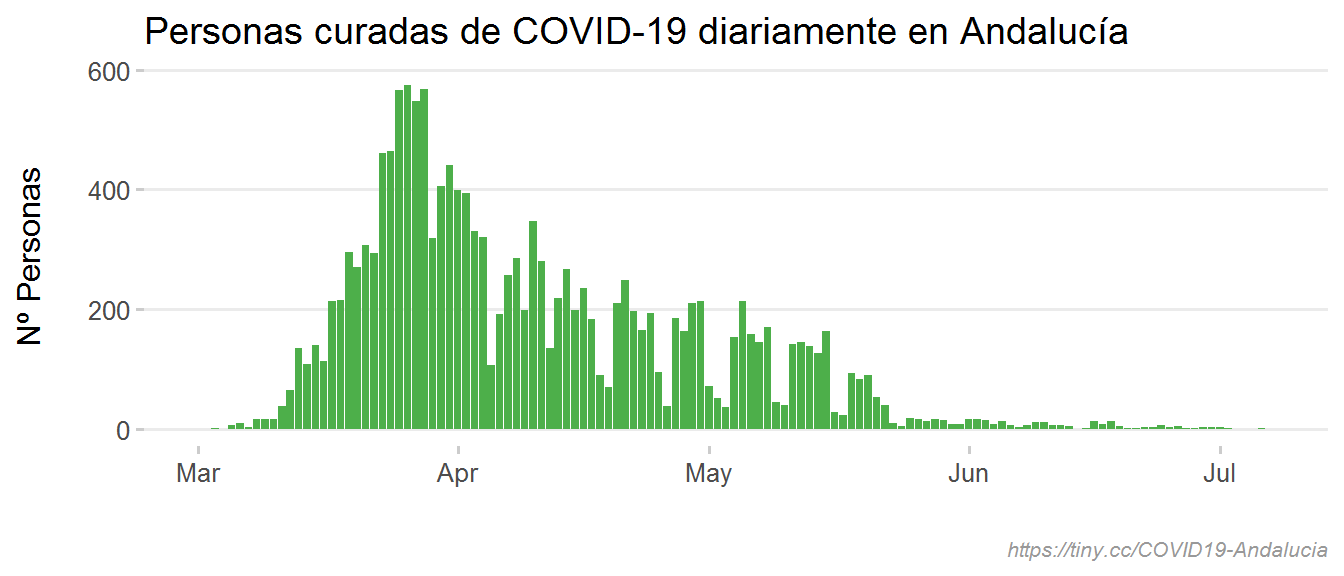 Personas curadas de COVID-19 diariamente en Andalucía
Nº Personas
600
400
200
0
Mar Apr May Jun Jul
https://tiny.cc/COVID19-Andalucia